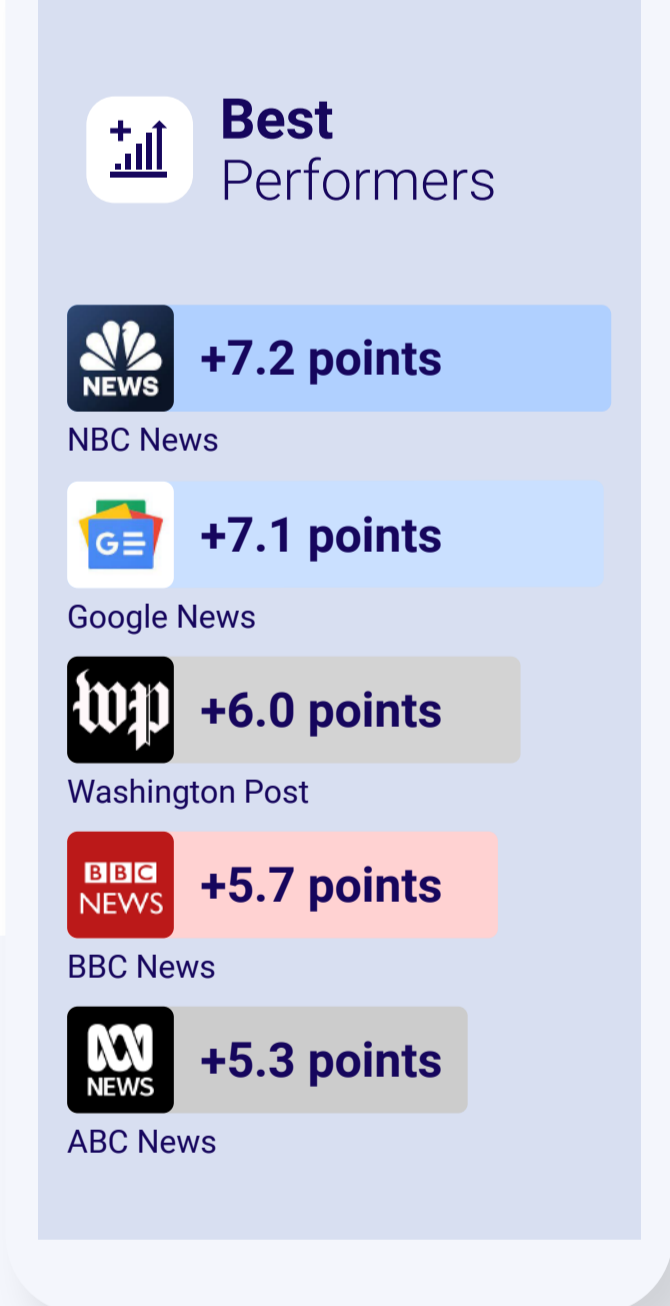 Best
Performers
NEWS
+7.2 points
NBC News
G
+7.1 points
Google News
wp
+6.0 points
Washington Post
BBC
NEWS
+5.7 points
BBC News
NEWS
+5.3 points
ABC News